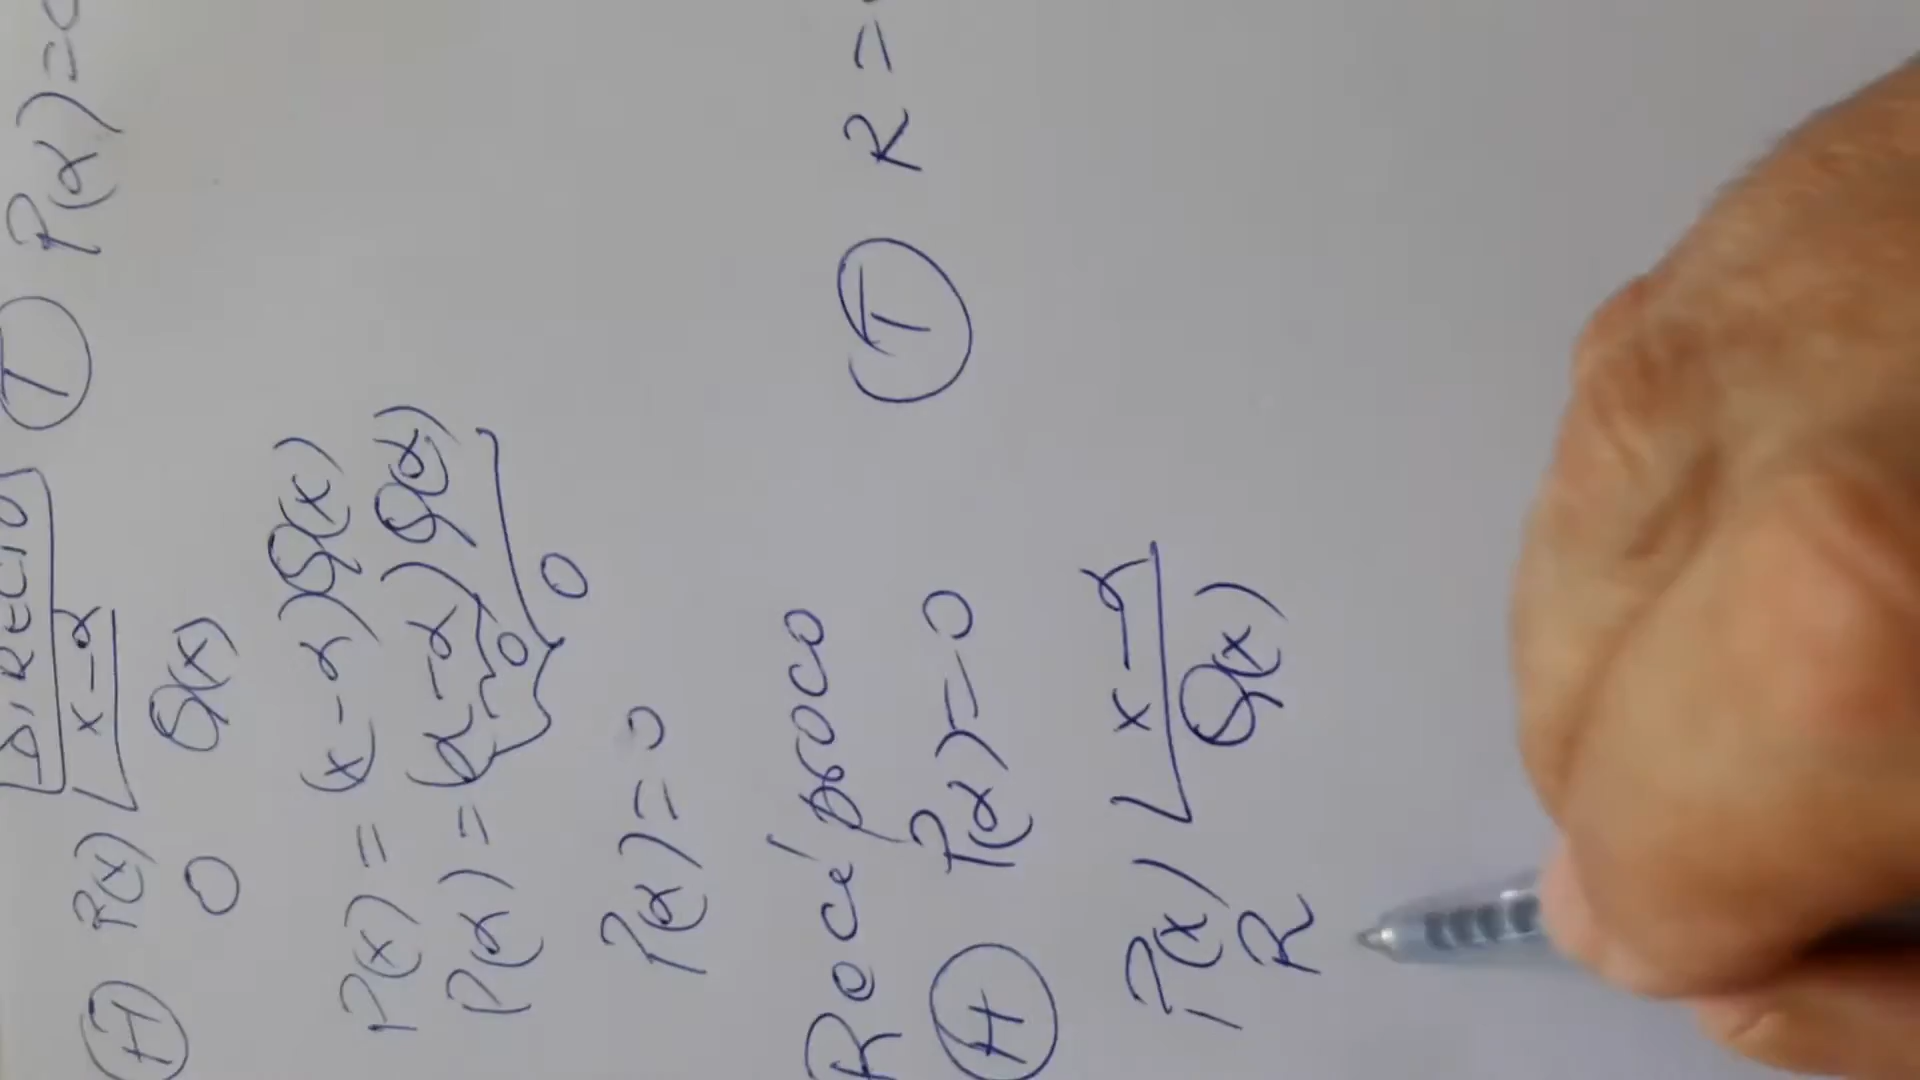 DIRECTO
H P(x) | x-α T P(α)=
0 Q(x)
P(x) = (x-α)Q(x)
P(α) = (α-α) Q(α)
0
0
P(α) = 0
Recíproco
H P(α)=0 T R =
P(x) | x-α
R Q(x)